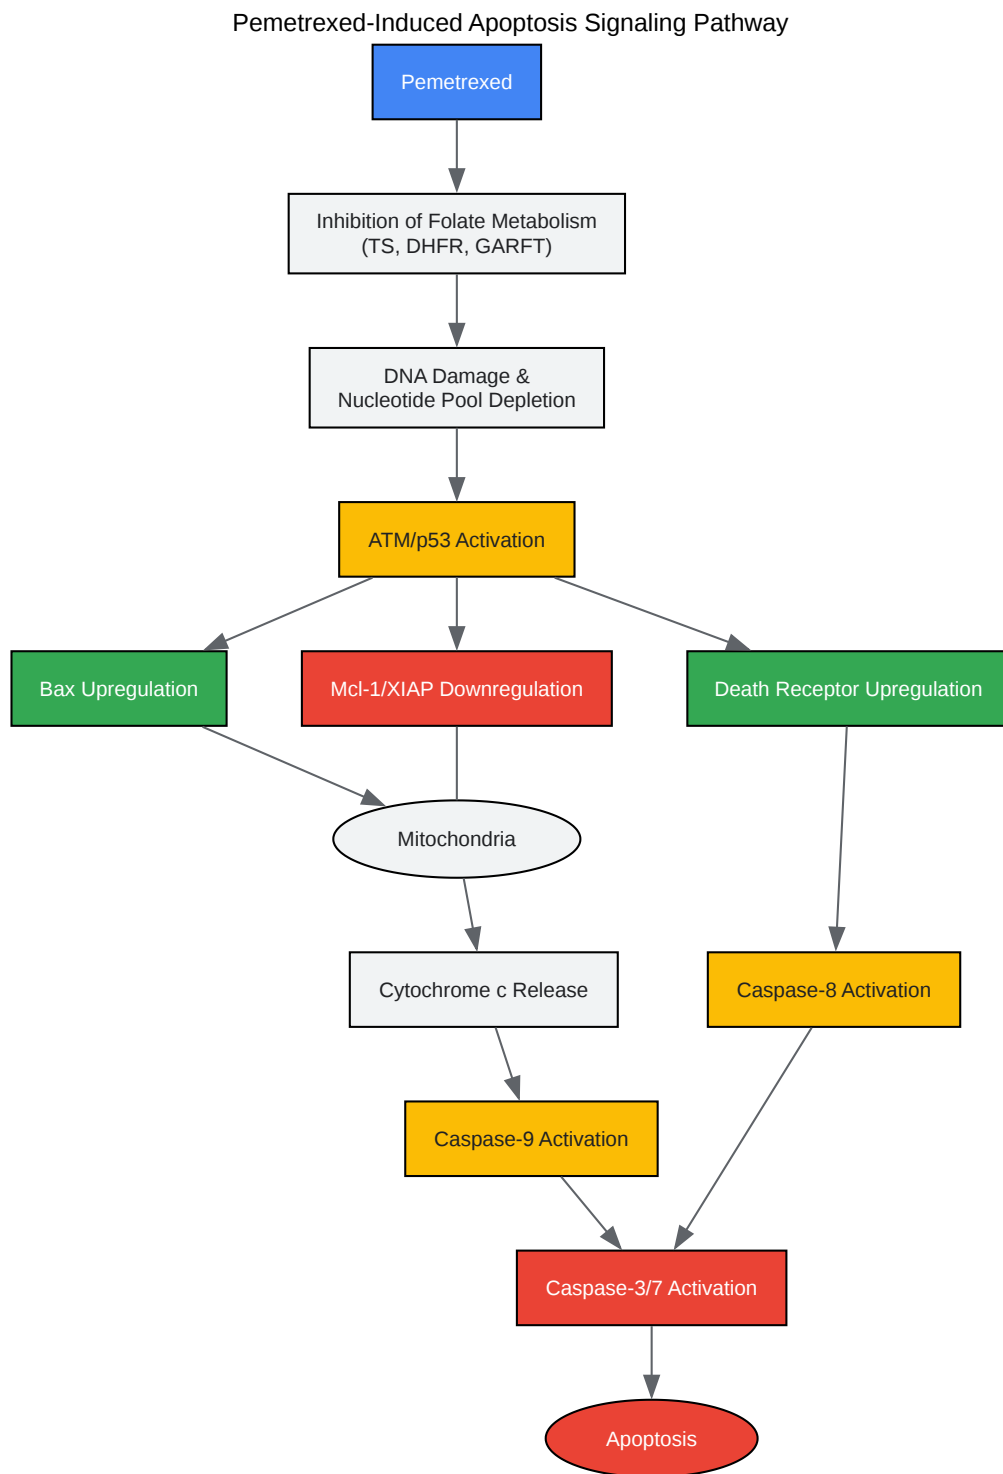 Pemetrexed-Induced Apoptosis Signaling Pathway
Pemetrexed
Inhibition of Folate Metabolism
(TS, DHFR, GARFT)
DNA Damage &
Nucleotide Pool Depletion
ATM/p53 Activation
Bax Upregulation
Mcl-1/XIAP Downregulation
Death Receptor Upregulation
Mitochondria
Cytochrome c Release
Caspase-8 Activation
Caspase-9 Activation
Caspase-3/7 Activation
Apoptosis